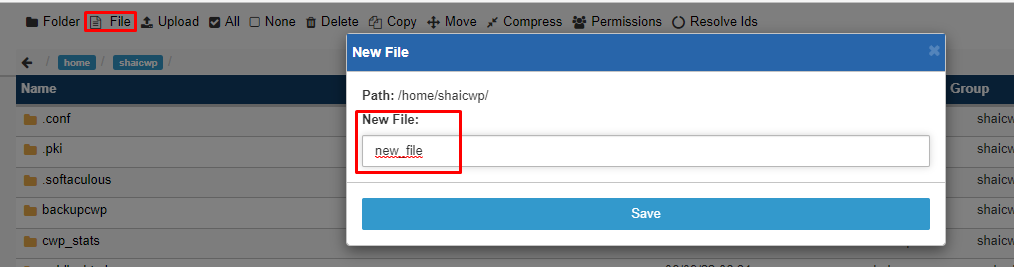 Folder File Upload All None Delete Copy Move Compress Permissions Resolve Ids
New File
/ home / shaicwp /
Name Group
Path: /home/shaicwp/
New File:
new_file
Save
.conf shaicw
.pki shaicw
.softaculous shaicw
backupcwp shaicw
cwp_stats shaicw